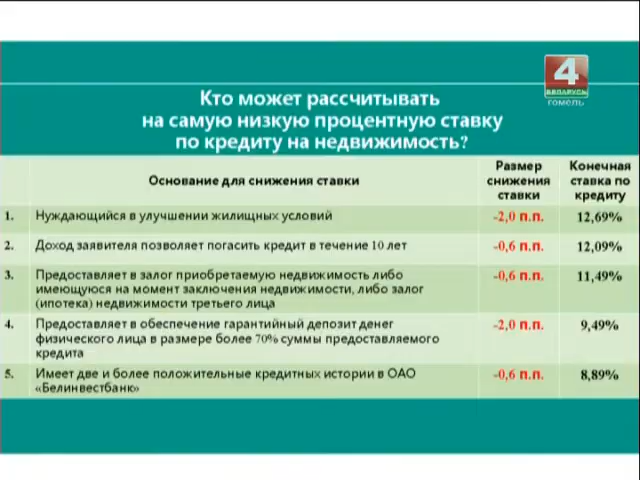 4
БЕЛАРУСЬ
ГОМЕЛЬ
Кто может рассчитывать
на самую низкую процентную ставку
по кредиту на недвижимость?
Основание для снижения ставки
Размер
снижения
ставки
Конечная
ставка по
кредиту
1. Нуждающийся в улучшении жилищных условий -2,0 п.п. 12,69%
2. Доход заявителя позволяет погасить кредит в течение 10 лет -0,6 п.п. 12,09%
3. Предоставляет в залог приобретаемую недвижимость либо -0,6 п.п. 11,49%
имеющуюся на момент заключения недвижимости, либо залог
(ипотека) недвижимости третьего лица
4. Предоставляет в обеспечение гарантийный депозит денег -2,0 п.п. 9,49%
физического лица в размере более 70% суммы предоставляемого
кредита
5. Имеет две и более положительные кредитных истории в ОАО -0,6 п.п. 8,89%
«Белинвестбанк»